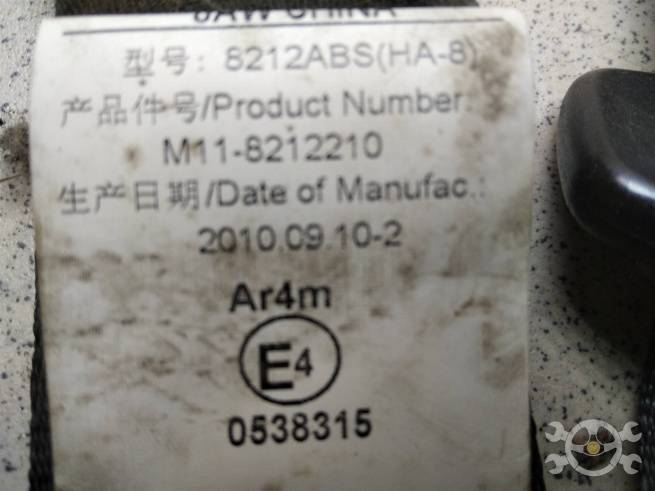 CHINA
型号: 8212ABS(HA-8)
产品件号/Product Number:
M11-8212210
生产日期/Date of Manufac.:
2010.09.10-2
Ar4m
E4
0538315